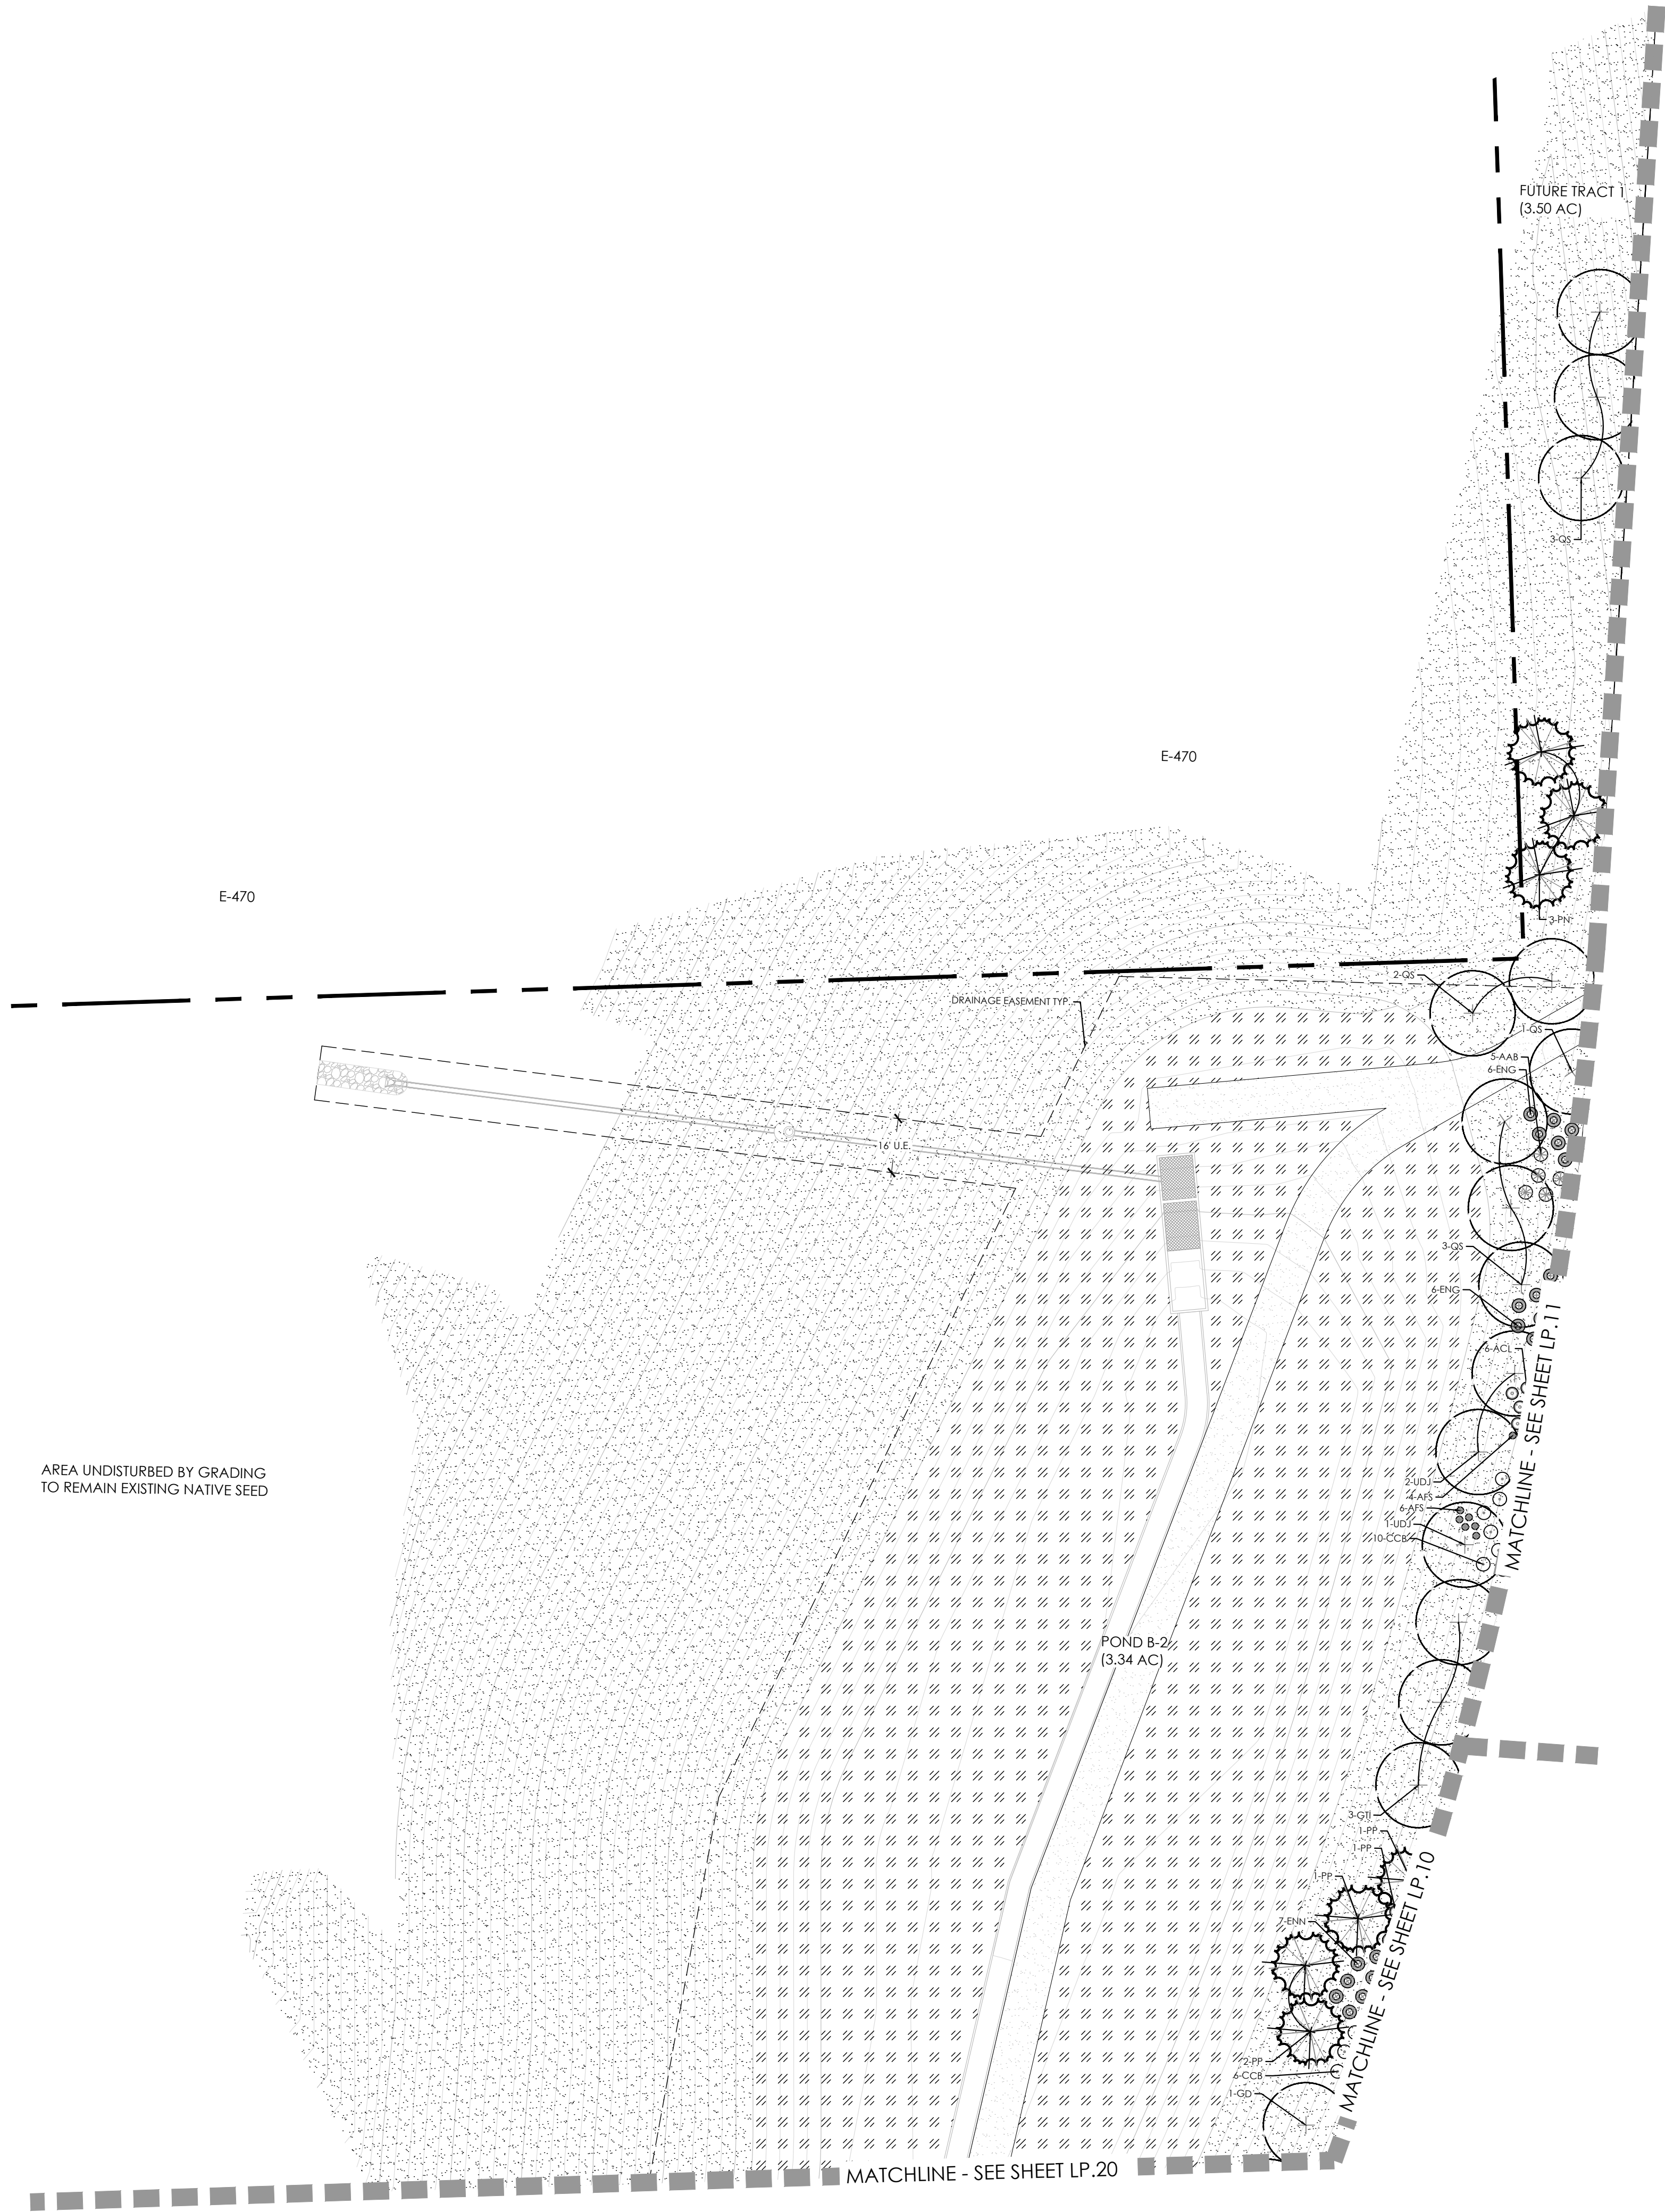 FUTURE TRACT 1
(3.50 AC)
3-QS
E-470
E-470
3-PN
2-QS
DRAINAGE EASEMENT TYP.
1-QS
5-AAB
6-ENG
16' U.E.
3-QS
6-ENG
6-ACL
MATCHLINE - SEE SHEET LP.11
AREA UNDISTURBED BY GRADING
TO REMAIN EXISTING NATIVE SEED
2-UDJ
4-AFS
6-AFS
1-UDJ
10-CCB
POND B-2
(3.34 AC)
3-GTI
1-PP
1-PP
1-PP
7-ENN
MATCHLINE - SEE SHEET LP.10
2-PP
6-CCB
1-GD
MATCHLINE - SEE SHEET LP.20